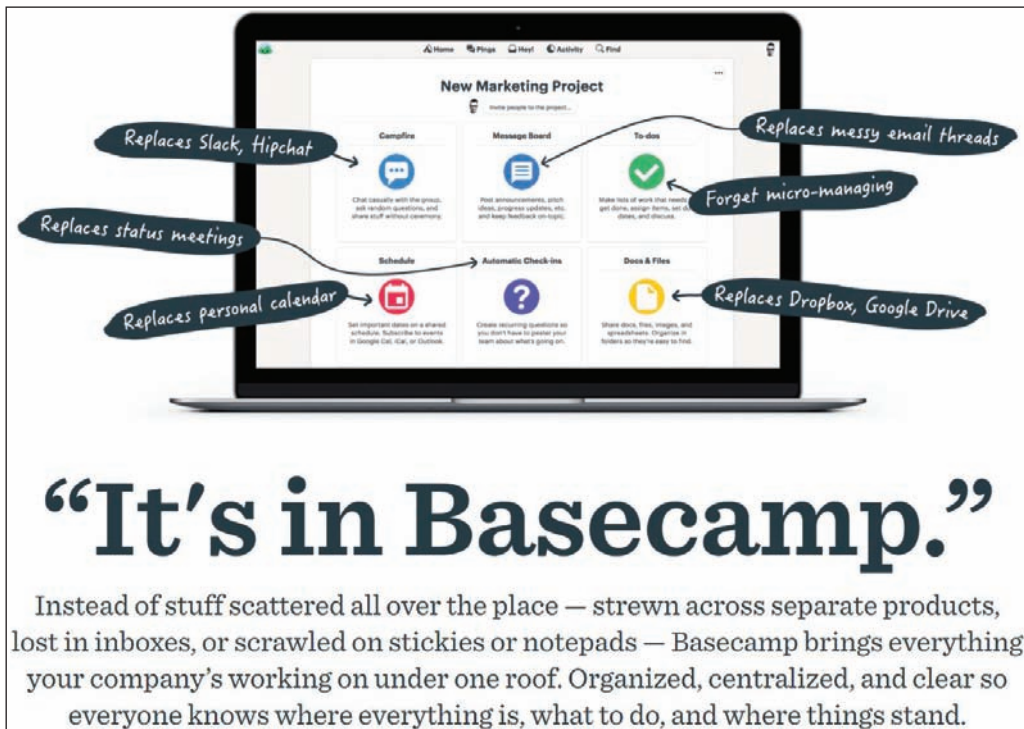 Home Pings Hey! Activity Find
New Marketing Project
Invite people to the project...
Replaces Slack, Hipchat
Replaces messy email threads
Forget micro-managing
Replaces status meetings
Replaces personal calendar
Replaces Dropbox, Google Drive
Campfire
Chat casually with the group,
ask random questions, and
share stuff without ceremony.
Message Board
Post announcements, pitch
ideas, progress updates, etc.
and keep feedback on-topic.
To-dos
Make lists of work that needs
get done, assign items, set du
dates, and discuss.
Schedule
Set important dates on a shared
schedule. Subscribe to events
in Google Cal, iCal, or Outlook.
Automatic Check-ins
Create recurring questions so
you don't have to pester your
team about what's going on.
Docs & Files
Share docs, files, images, and
spreadsheets. Organize in
folders so they're easy to find.
“It's in Basecamp.”
Instead of stuff scattered all over the place — strewn across separate products,
lost in inboxes, or scrawled on stickies or notepads — Basecamp brings everything
your company’s working on under one roof. Organized, centralized, and clear so
everyone knows where everything is, what to do, and where things stand.